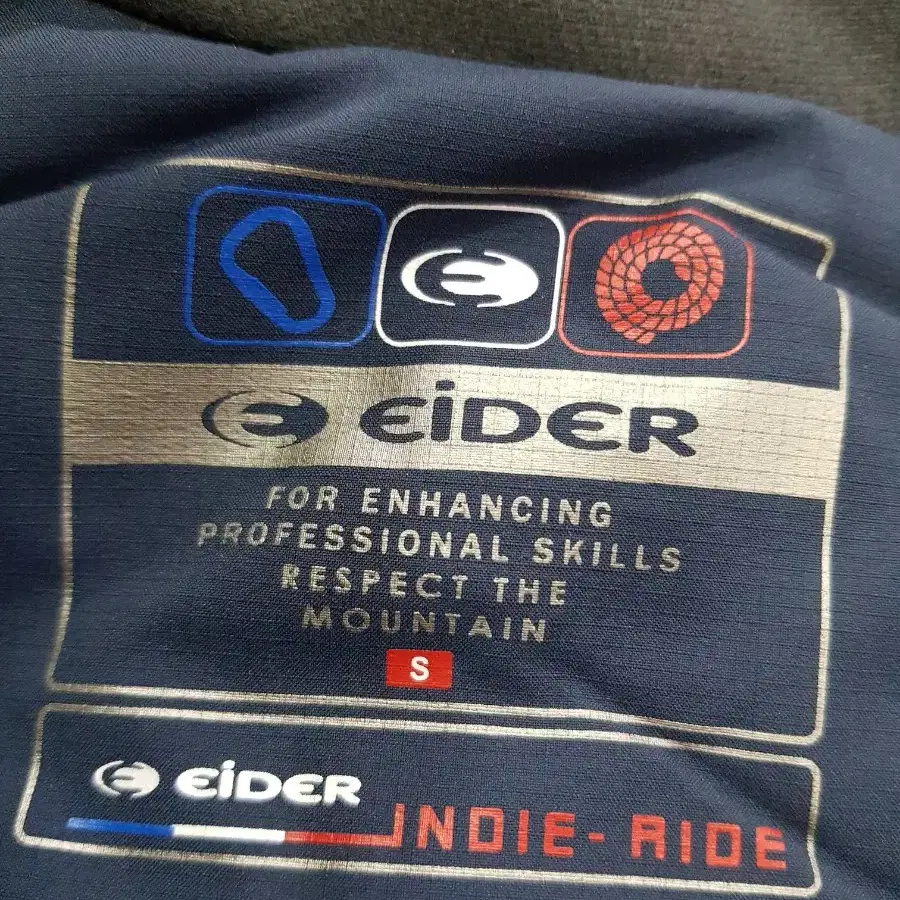 EiDER
FOR ENHANCING
PROFESSIONAL SKILLS
RESPECT THE
MOUNTAIN
S
EiDER
INDIE-RIDE